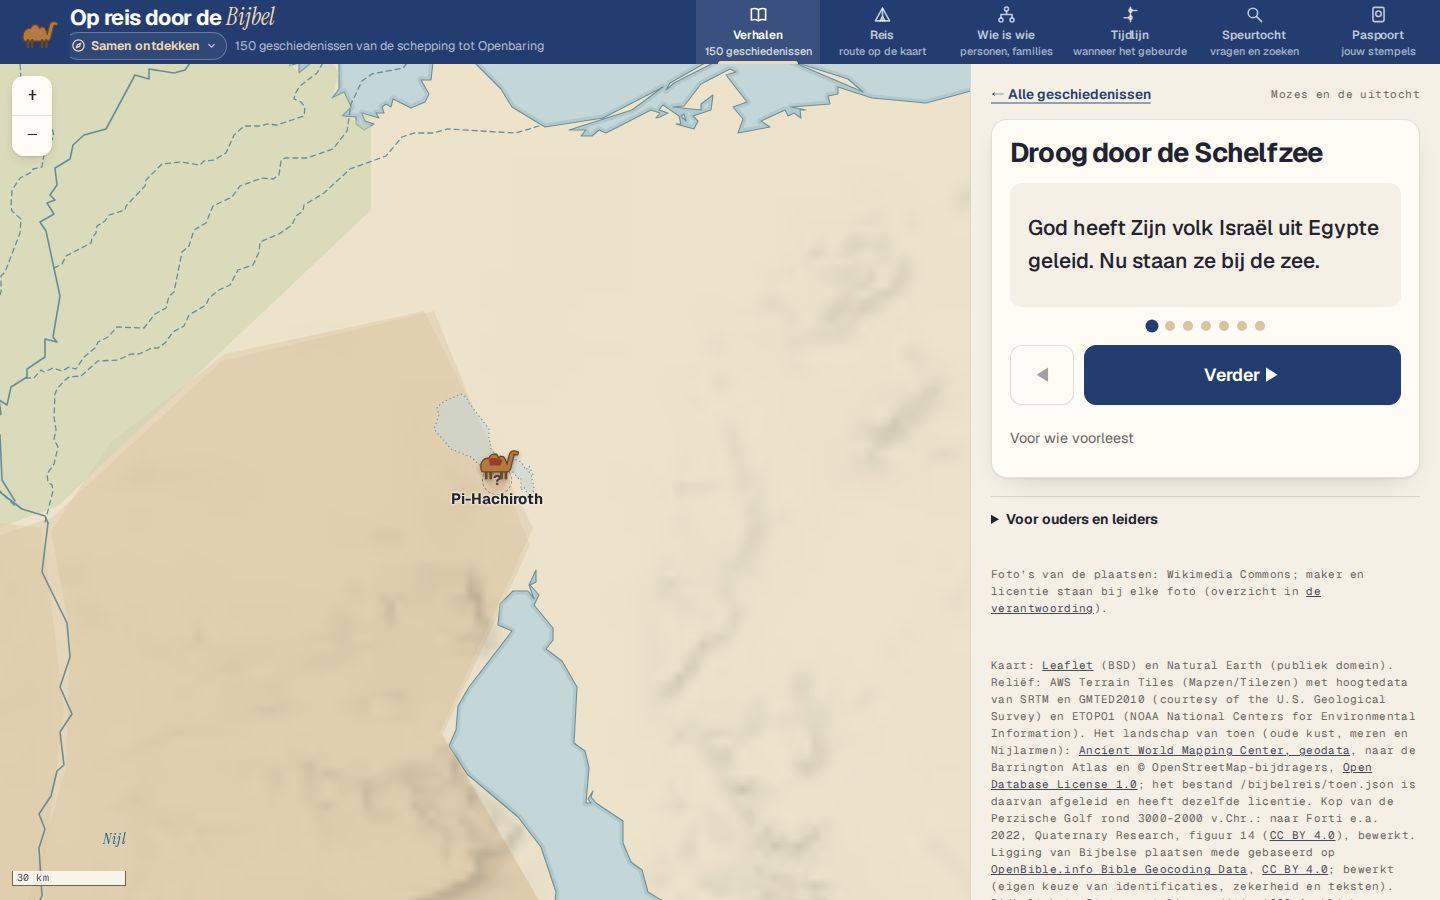 Op reis door de Bijbel
Samen ontdekken
150 geschiedenissen van de schepping tot Openbaring
Verhalen
150 geschiedenissen
Reis
route op de kaart
Wie is wie
personen, families
Tijdlijn
wanneer het gebeurde
Speurtocht
vragen en zoeken
Paspoort
jouw stempels
+
−
?
Pi-Hachiroth
Nijl
30 km
← Alle geschiedenissen
Mozes en de uittocht
Droog door de Schelfzee
God heeft Zijn volk Israël uit Egypte
geleid. Nu staan ze bij de zee.
Verder
Voor wie voorleest
Voor ouders en leiders
Foto's van de plaatsen: Wikimedia Commons; maker en
licentie staan bij elke foto (overzicht in de
verantwoording).
Kaart: Leaflet (BSD) en Natural Earth (publiek domein).
Reliëf: AWS Terrain Tiles (Mapzen/Tilezen) met hoogtedata
van SRTM en GMTED2010 (courtesy of the U.S. Geological
Survey) en ETOPO1 (NOAA National Centers for Environmental
Information). Het landschap van toen (oude kust, meren en
Nijlarmen): Ancient World Mapping Center, geodata, naar de
Barrington Atlas en © OpenStreetMap-bijdragers, Open
Database License 1.0; het bestand /bijbelreis/toen.json is
daarvan afgeleid en heeft dezelfde licentie. Kop van de
Perzische Golf rond 3000-2000 v.Chr.: naar Forti e.a.
2022, Quaternary Research, figuur 14 (CC BY 4.0), bewerkt.
Ligging van Bijbelse plaatsen mede gebaseerd op
OpenBible.info Bible Geocoding Data, CC BY 4.0; bewerkt
(eigen keuze van identificaties, zekerheid en teksten).